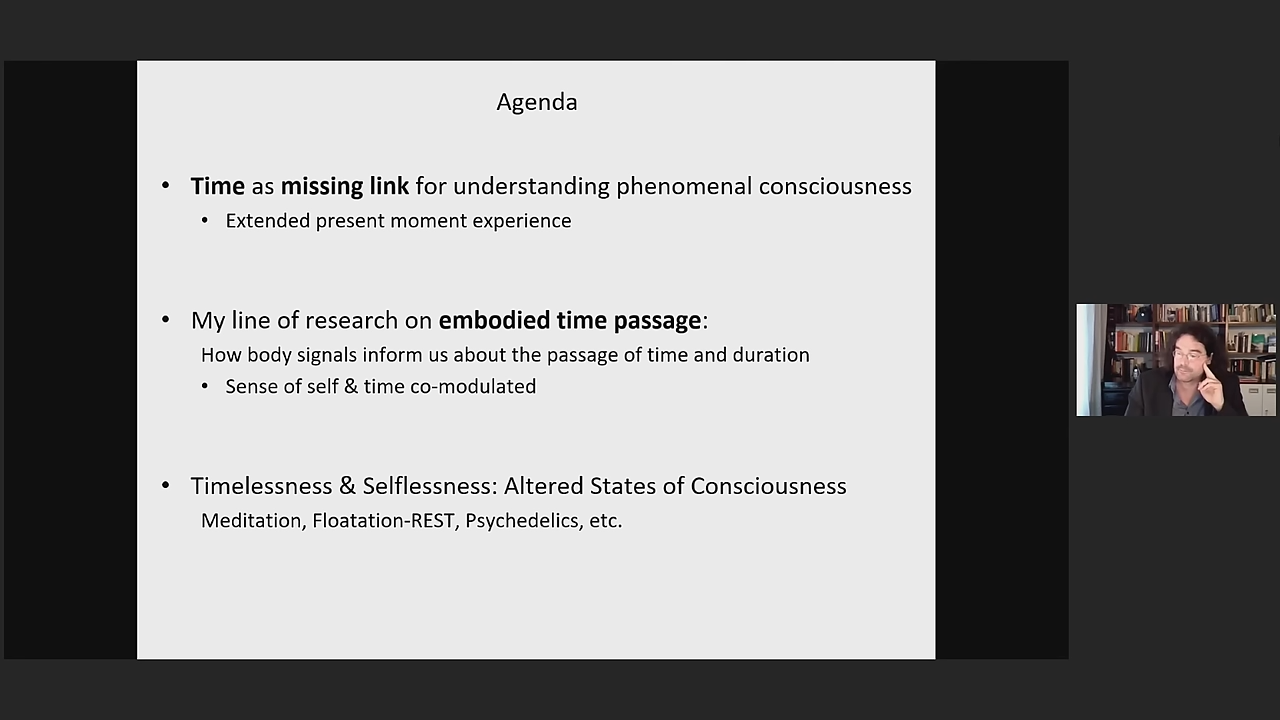 Agenda
• Time as missing link for understanding phenomenal consciousness
• Extended present moment experience
• My line of research on embodied time passage:
How body signals inform us about the passage of time and duration
• Sense of self & time co-modulated
• Timelessness & Selflessness: Altered States of Consciousness
Meditation, Floatation-REST, Psychedelics, etc.